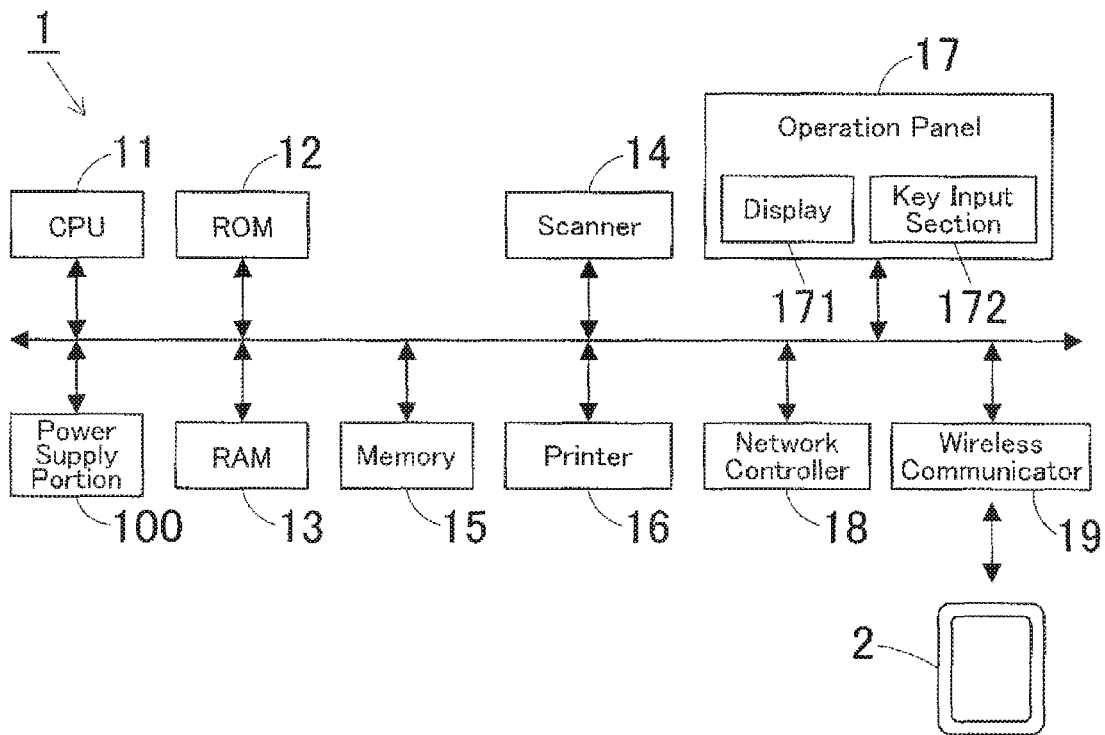 1
17
Operation Panel
11
12
14
CPU
ROM
Scanner
Display
Key Input
Section
171
172
Power
Supply
Portion
RAM
Memory
Printer
Network
Controller
Wireless
Communicator
100
13
15
16
18
19
2